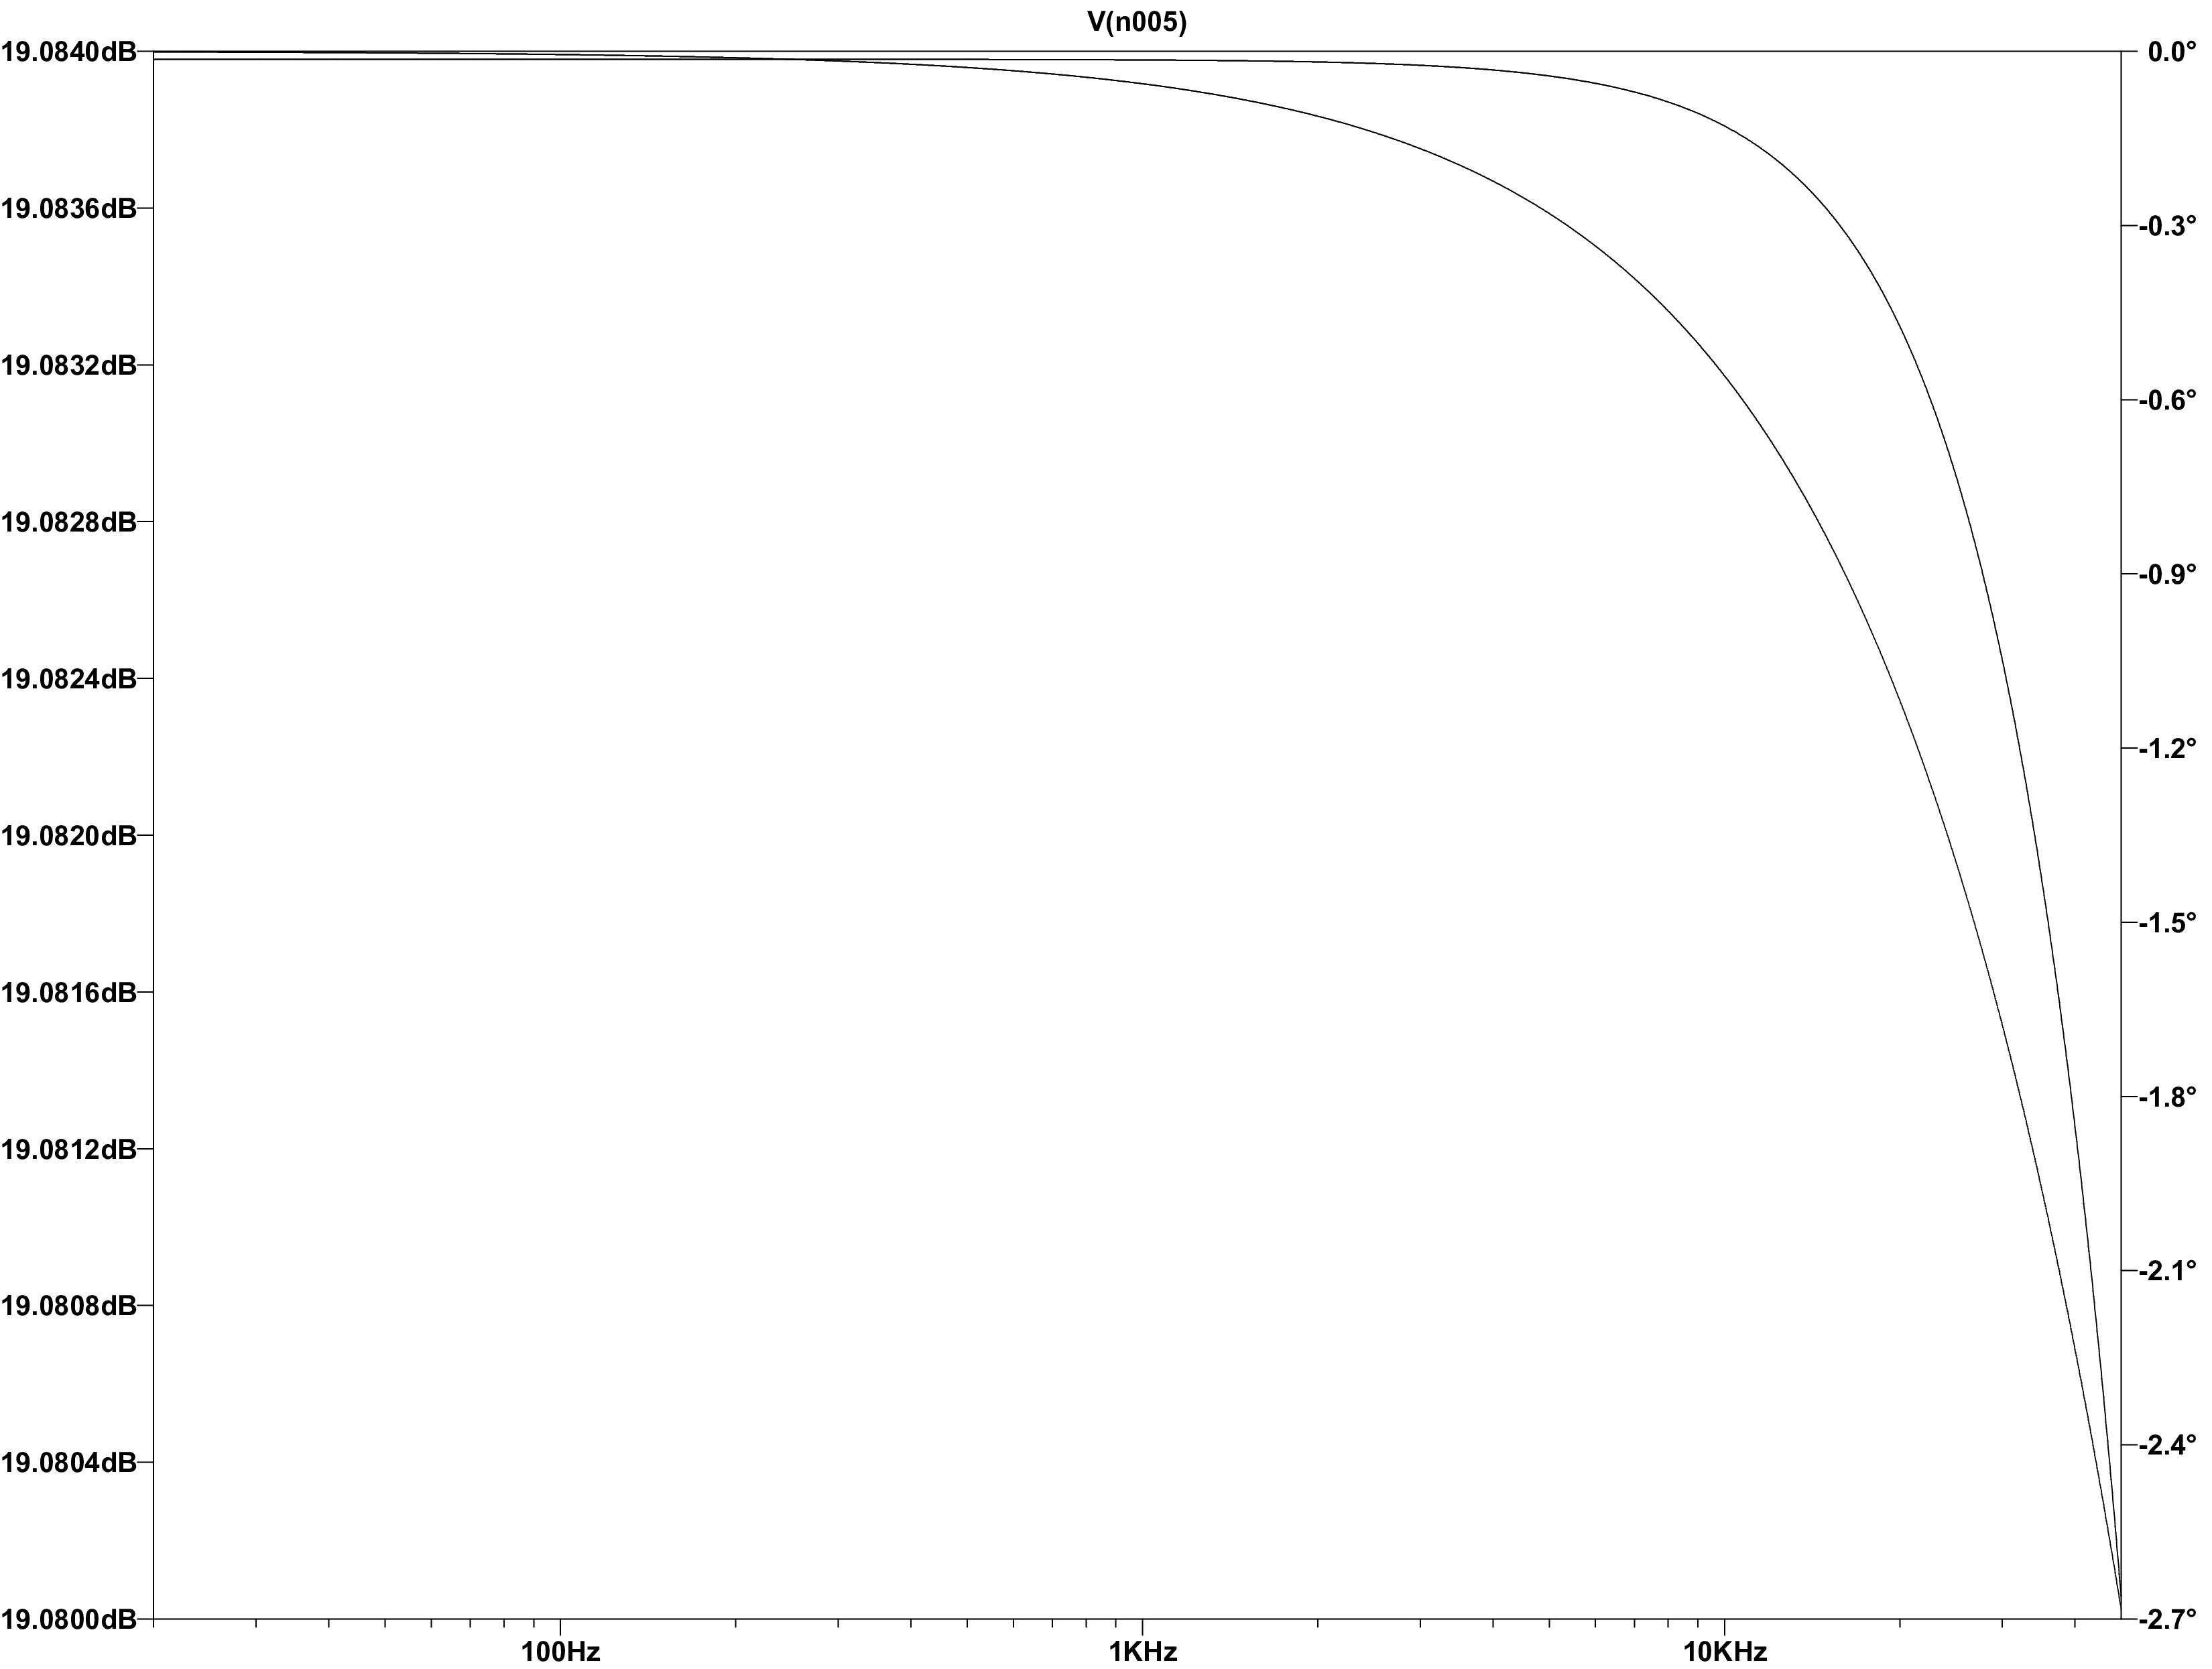 V(n005)
19.0840dB
19.0836dB
19.0832dB
19.0828dB
19.0824dB
19.0820dB
19.0816dB
19.0812dB
19.0808dB
19.0804dB
19.0800dB
0.0°
-0.3°
-0.6°
-0.9°
-1.2°
-1.5°
-1.8°
-2.1°
-2.4°
-2.7°
100Hz 1KHz 10KHz